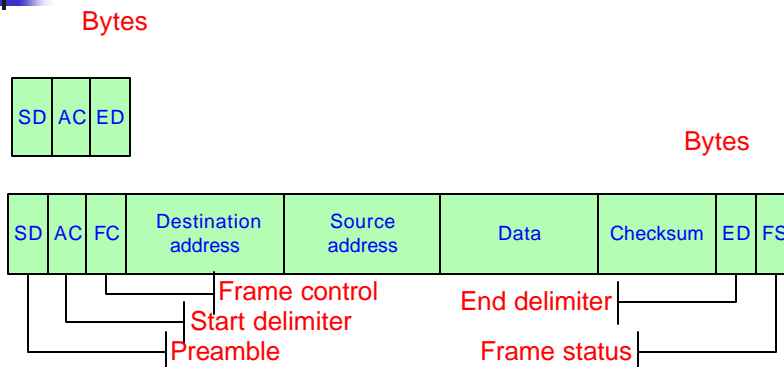 Bytes
SD AC ED
Bytes
SD AC FC Destination address Source address Data Checksum ED FS
Frame control
End delimiter
Start delimiter
Preamble
Frame status